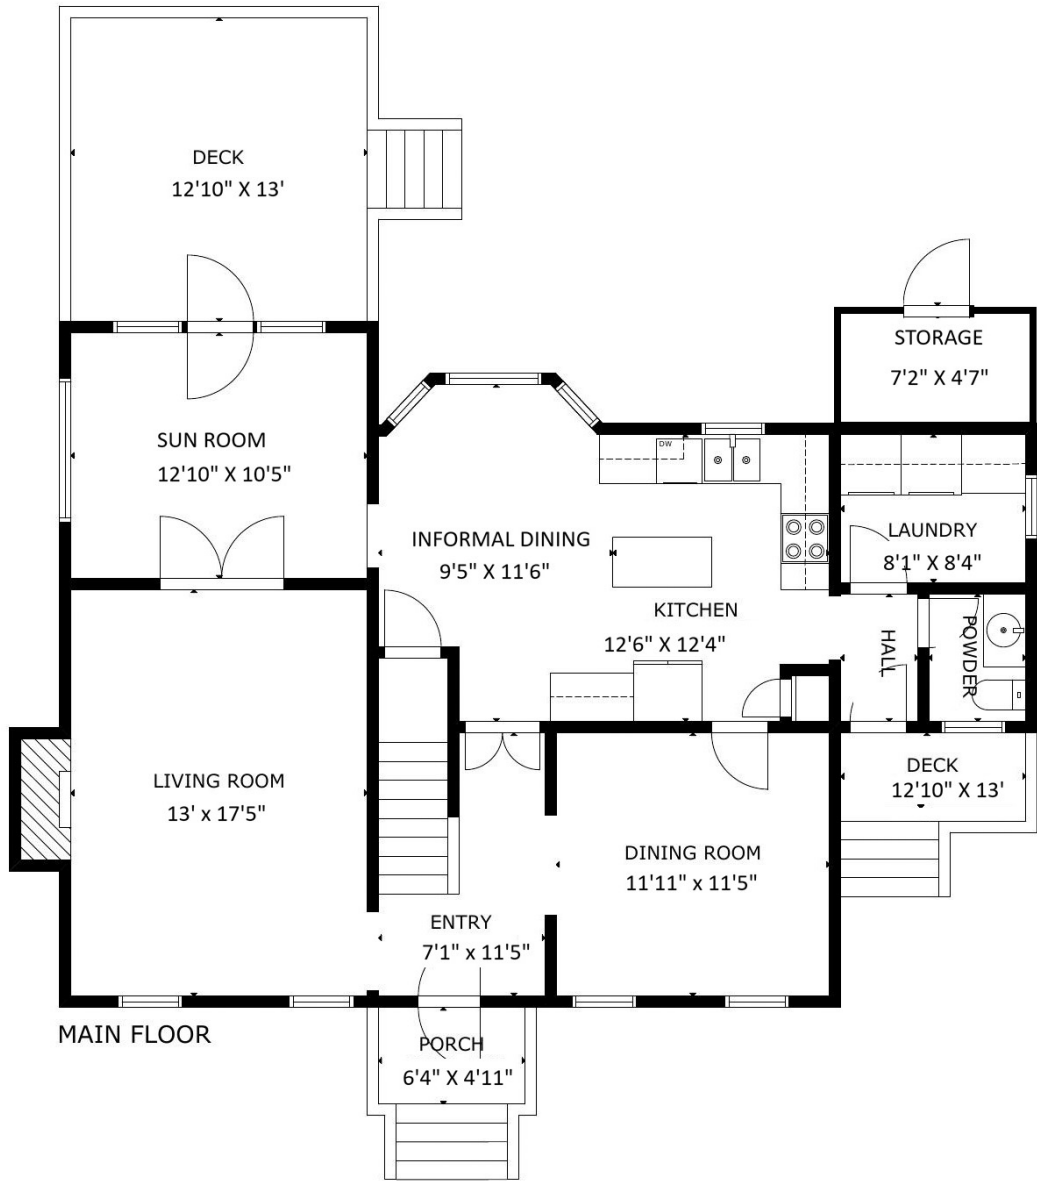 DECK
12'10" X 13'
STORAGE
7'2" X 4'7"
SUN ROOM
12'10" X 10'5"
DW
INFORMAL DINING
9'5" X 11'6"
LAUNDRY
8'1" X 8'4"
KITCHEN
12'6" X 12'4"
HALL
POWDER
LIVING ROOM
13' x 17'5"
DECK
12'10" X 13'
DINING ROOM
11'11" x 11'5"
ENTRY
7'1" x 11'5"
MAIN FLOOR
PORCH
6'4" X 4'11"